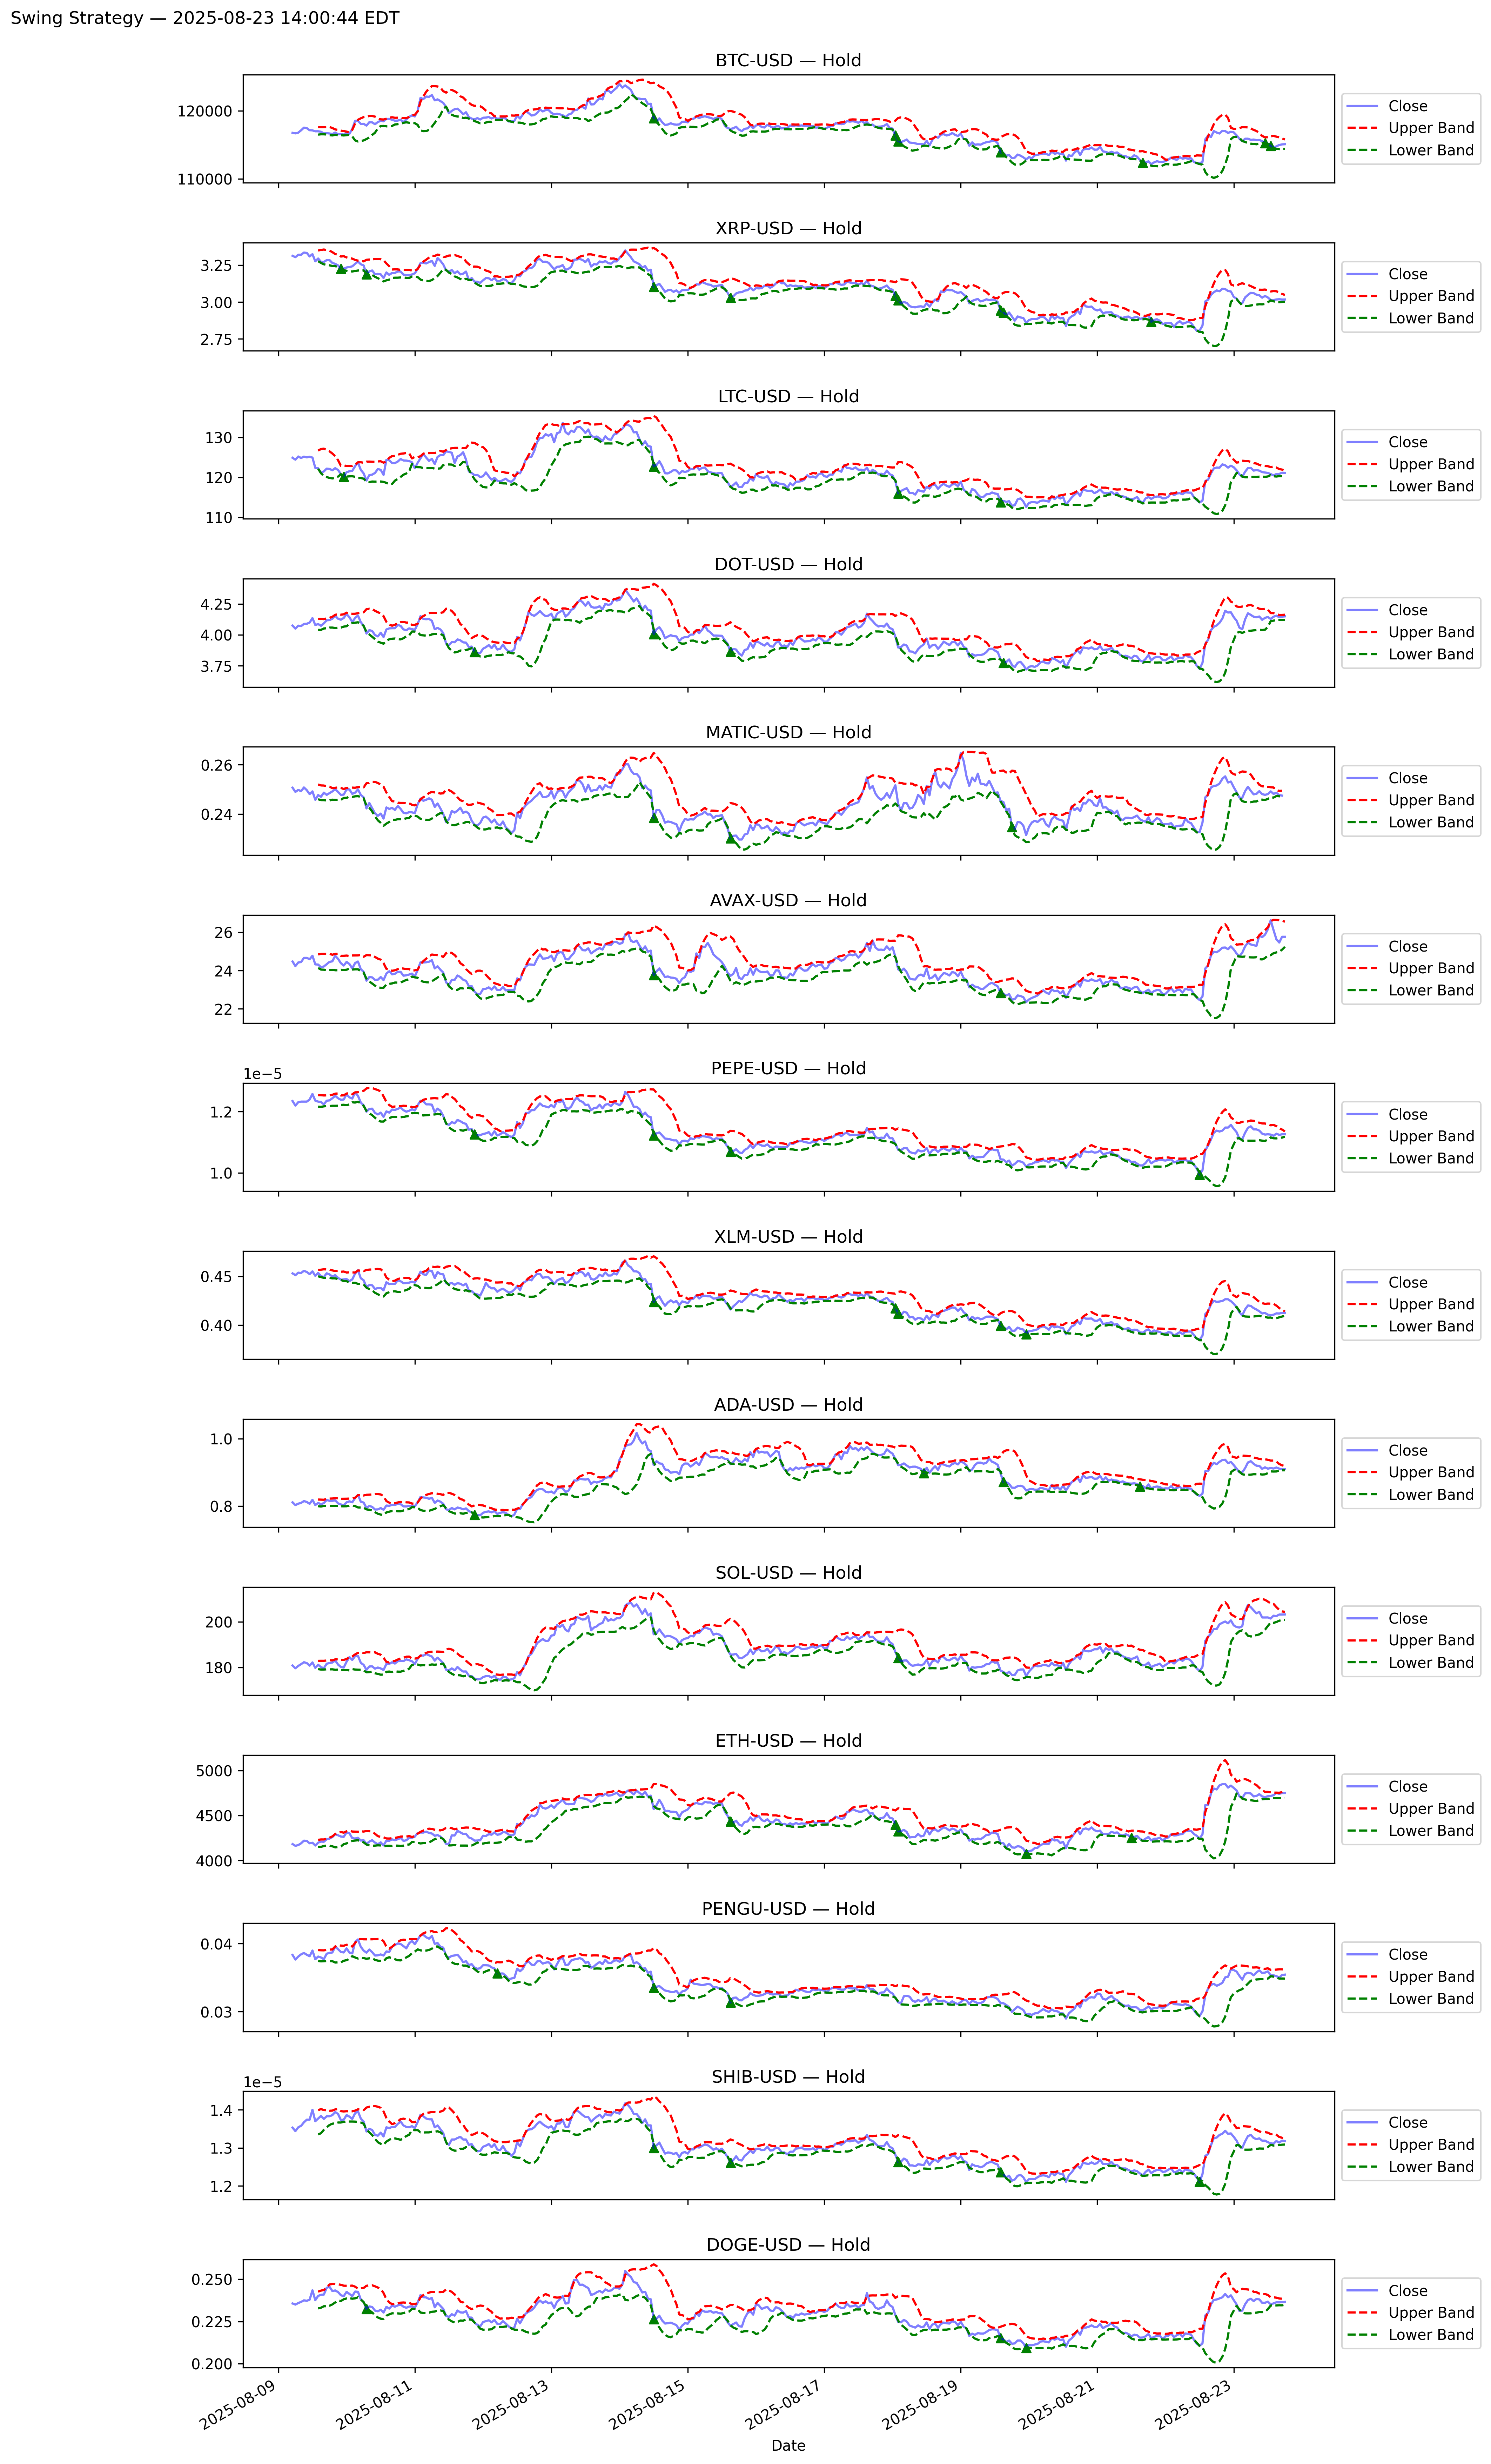 Swing Strategy — 2025-08-23 14:00:44 EDT
BTC-USD — Hold
120000
110000
Close
Upper Band
Lower Band
XRP-USD — Hold
3.25
3.00
2.75
Close
Upper Band
Lower Band
LTC-USD — Hold
130
120
110
Close
Upper Band
Lower Band
DOT-USD — Hold
4.25
4.00
3.75
Close
Upper Band
Lower Band
MATIC-USD — Hold
0.26
0.24
Close
Upper Band
Lower Band
AVAX-USD — Hold
26
24
22
Close
Upper Band
Lower Band
PEPE-USD — Hold
1e−5
1.2
1.0
Close
Upper Band
Lower Band
XLM-USD — Hold
0.45
0.40
Close
Upper Band
Lower Band
ADA-USD — Hold
1.0
0.8
Close
Upper Band
Lower Band
SOL-USD — Hold
200
180
Close
Upper Band
Lower Band
ETH-USD — Hold
5000
4500
4000
Close
Upper Band
Lower Band
PENGU-USD — Hold
0.04
0.03
Close
Upper Band
Lower Band
SHIB-USD — Hold
1e−5
1.4
1.3
1.2
Close
Upper Band
Lower Band
DOGE-USD — Hold
0.250
0.225
0.200
Close
Upper Band
Lower Band
2025-08-09
2025-08-11
2025-08-13
2025-08-15
2025-08-17
2025-08-19
2025-08-21
2025-08-23
Date